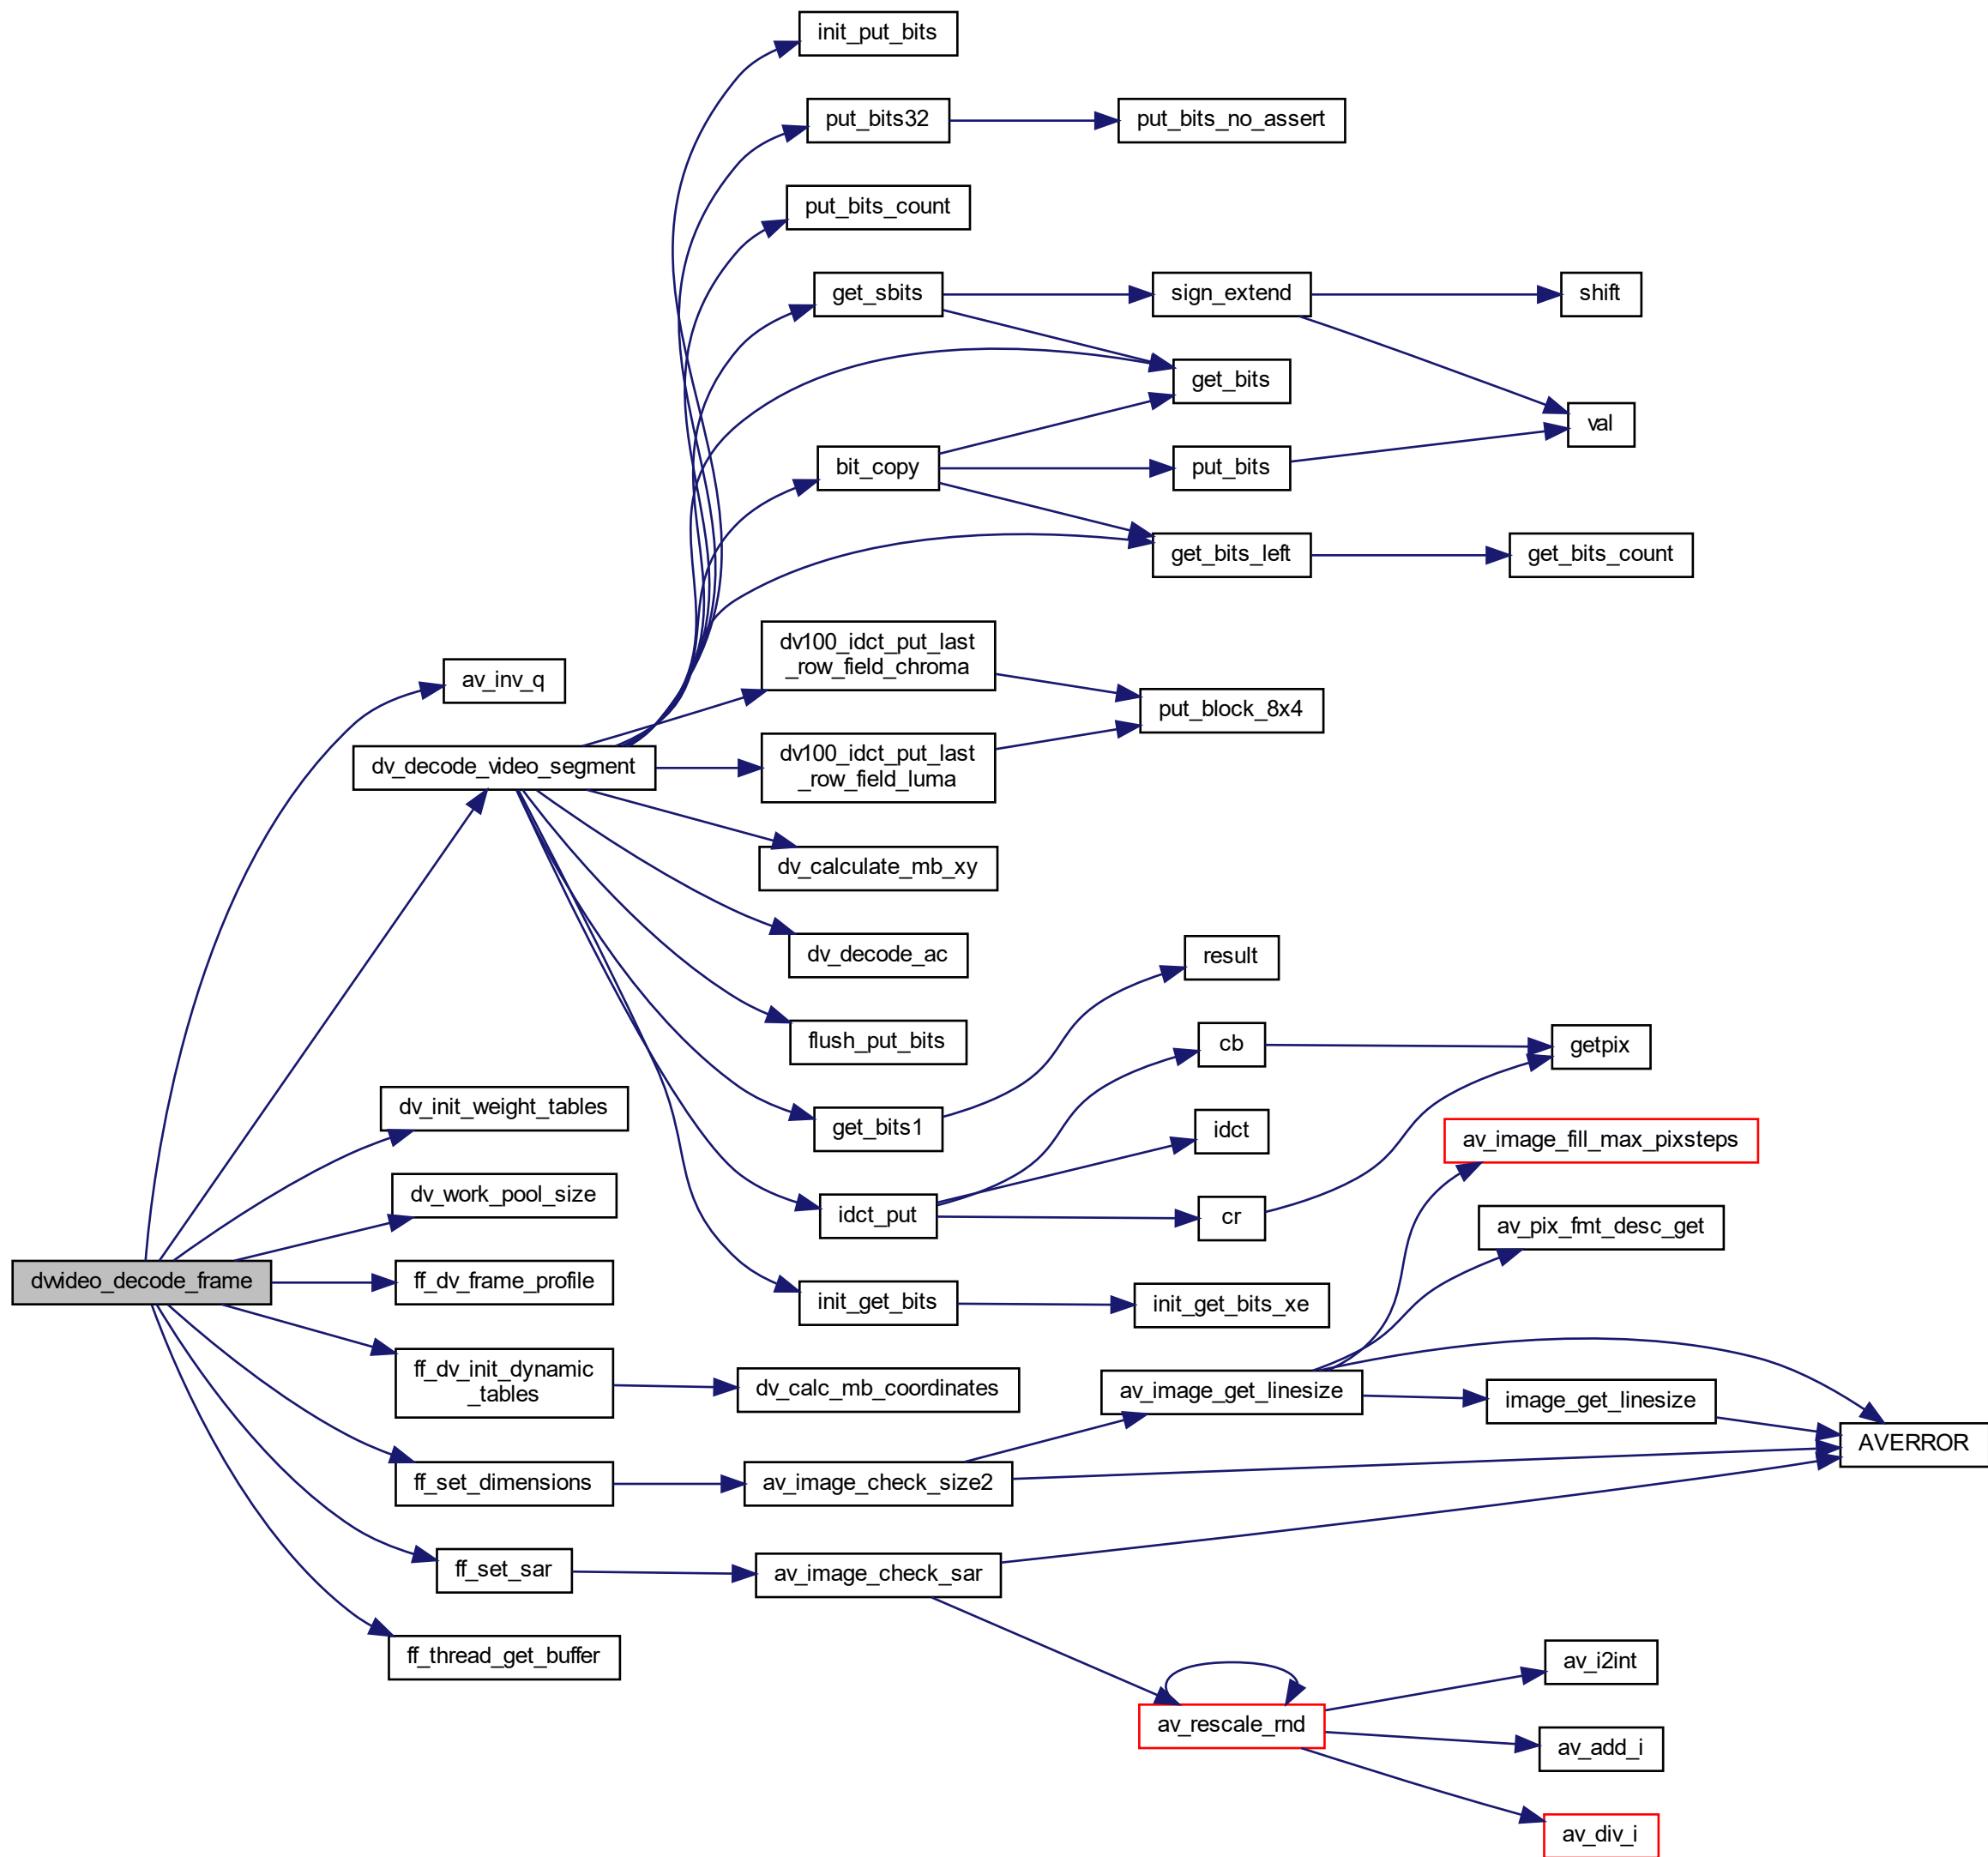 init_put_bits
put_bits32
put_bits_no_assert
put_bits_count
get_sbits
sign_extend
shift
get_bits
val
bit_copy
put_bits
get_bits_left
get_bits_count
dv100_idct_put_last
_row_field_chroma
av_inv_q
put_block_8x4
dv_decode_video_segment
dv100_idct_put_last
_row_field_luma
dv_calculate_mb_xy
dv_decode_ac
result
flush_put_bits
cb
getpix
dv_init_weight_tables
get_bits1
idct
av_image_fill_max_pixsteps
dv_work_pool_size
idct_put
cr
av_pix_fmt_desc_get
dvvideo_decode_frame
ff_dv_frame_profile
init_get_bits
init_get_bits_xe
ff_dv_init_dynamic
_tables
dv_calc_mb_coordinates
av_image_get_linesize
image_get_linesize
AVERROR
ff_set_dimensions
av_image_check_size2
ff_set_sar
av_image_check_sar
ff_thread_get_buffer
av_i2int
av_rescale_rnd
av_add_i
av_div_i